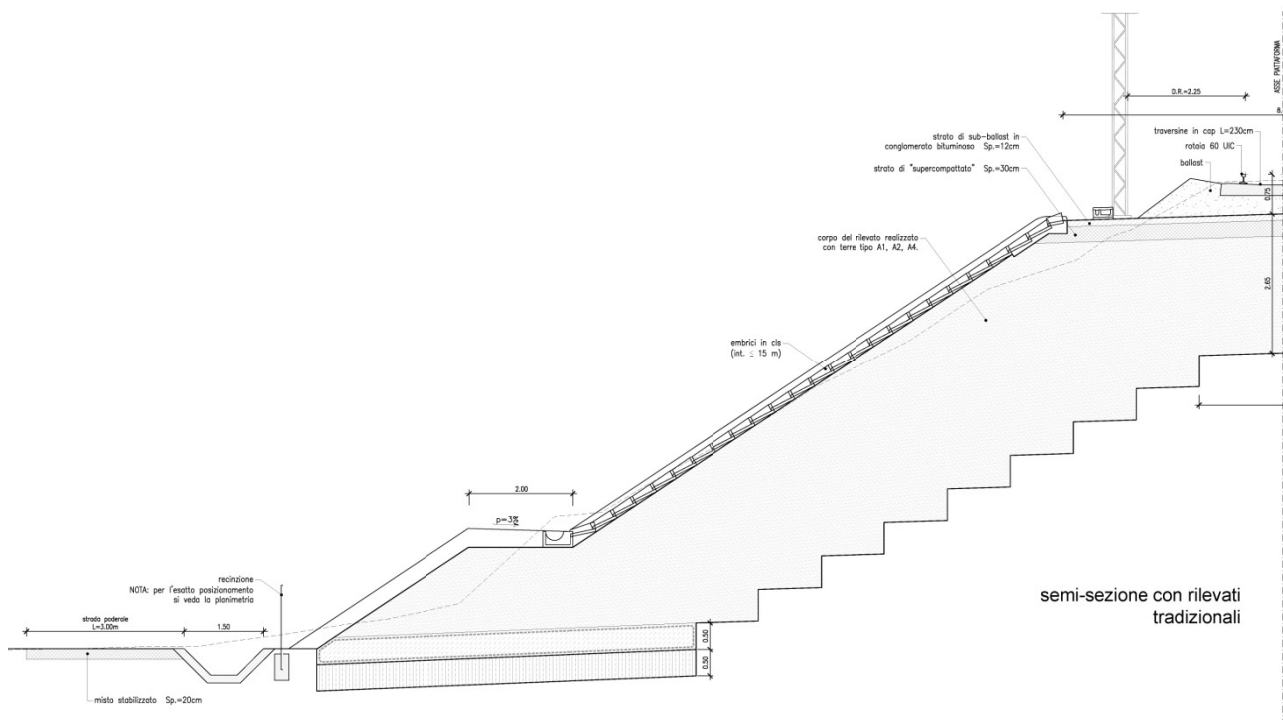 ASSE PIATTAFORMA
D.R.=2.25
8.
strato di sub-ballast in
conglomerato bituminoso Sp.=12cm
strato di "supercompattato" Sp.=30cm
traversine in cap L=230cm
rotaia 60 UIC
ballast
0.75
corpo del rilevato realizzato
con terre tipo A1, A2, A4.
2.65
embrici in cls
(int. ≤ 15 m)
2.00
p=3%
recinzione
NOTA: per l'esatto posizionamento
si veda la planimetria
strada poderale
L=3.00m
1.50
0.50
0.50
misto stabilizzato Sp.=20cm
semi-sezione con rilevati
tradizionali